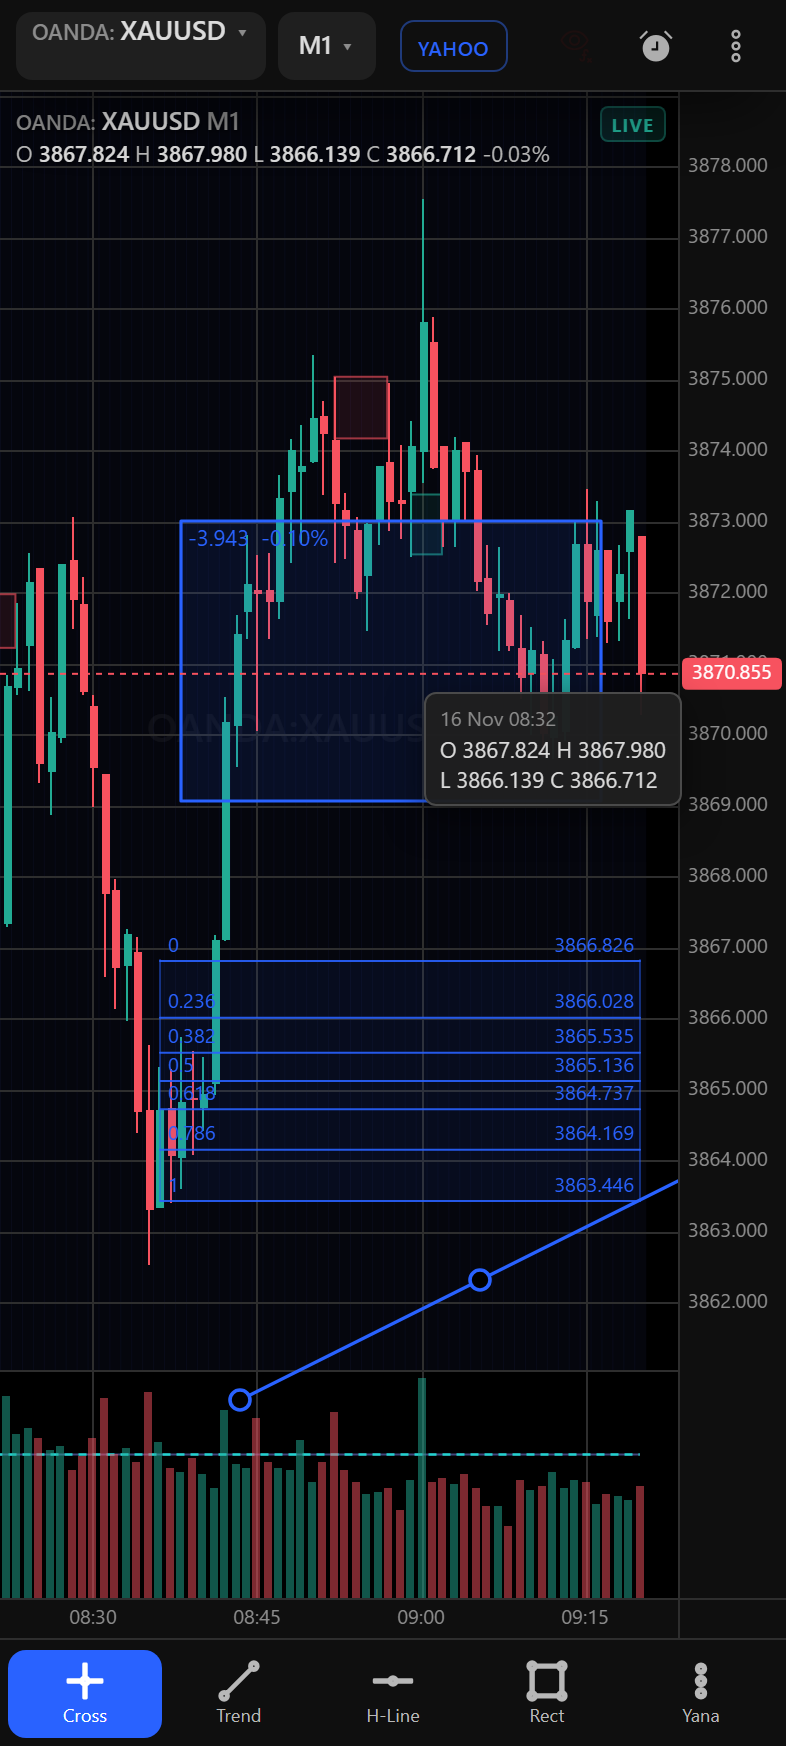 OANDA: XAUUSD
M1
YAHOO
OANDA: XAUUSD M1
LIVE
O 3867.824 H 3867.980 L 3866.139 C 3866.712 -0.03%
3878.000
3877.000
3876.000
3875.000
3874.000
3873.000
-3.943 -0.10%
3872.000
3870.855
16 Nov 08:32
OANDA:XAUUS
3870.000
O 3867.824 H 3867.980
L 3866.139 C 3866.712
3869.000
3868.000
0 3866.826
3867.000
0.236 3866.028
3866.000
0.382 3865.535
0.5 3865.136
3865.000
0.618 3864.737
0.786 3864.169
3864.000
1 3863.446
3863.000
3862.000
08:30 08:45 09:00 09:15
Cross Trend H-Line Rect Yana